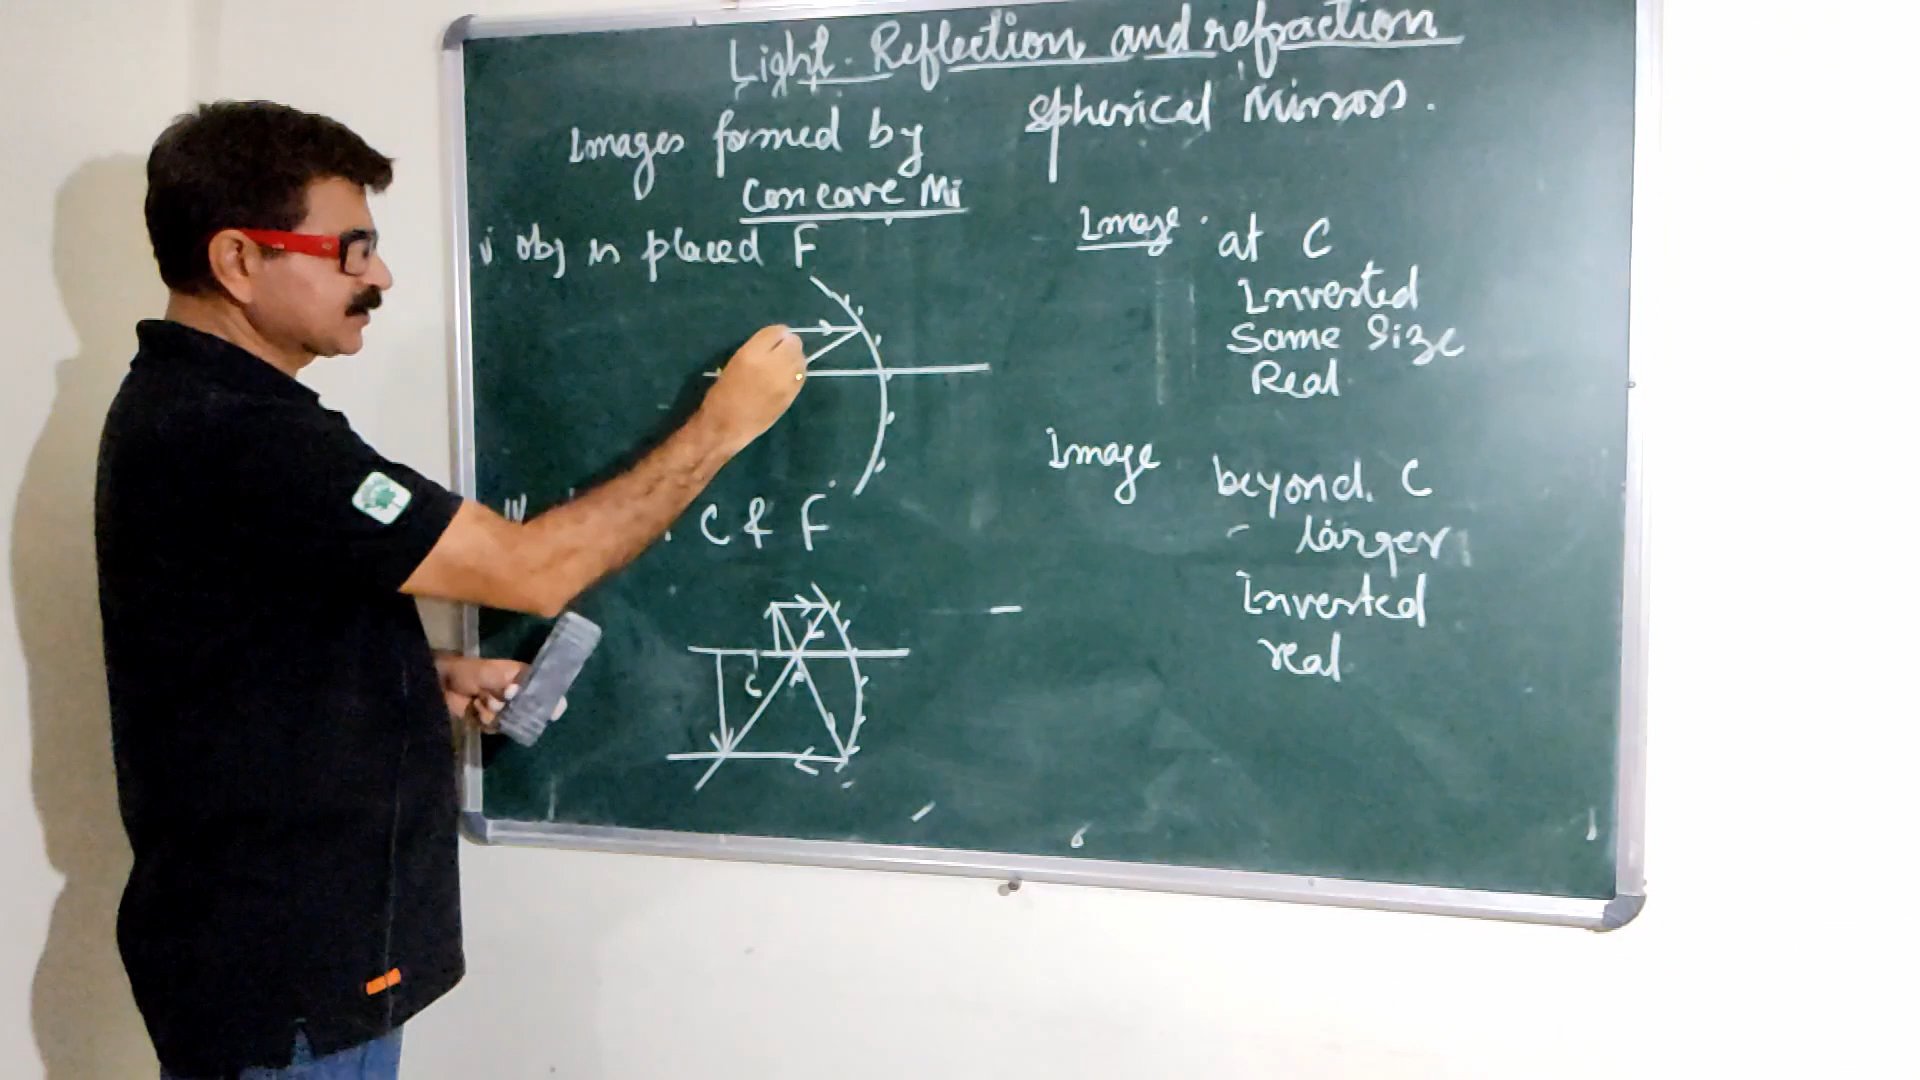 Light. Reflection and refraction
Images formed by Spherical Mirrors.
Concave Mi
v obj is placed F
Image. at C
Inverted
Same Size
Real
Image beyond. C
larger
Inverted
real
IV C & F
C F